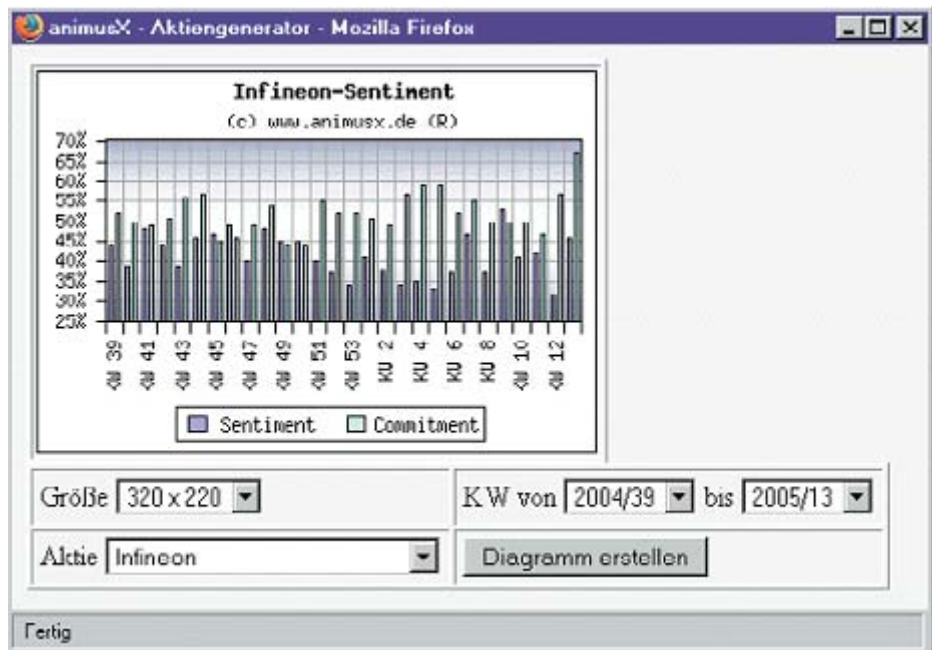 animusX - Aktiengenerator - Mozilla Firefox
Infineon-Sentiment
(c) www.animusx.de (R)
70%
65%
60%
55%
50%
45%
40%
35%
30%
25%
KW 39
KW 41
KW 43
KW 45
KW 47
KW 49
KW 51
KW 53
KW 2
KW 4
KW 6
KW 8
KW 10
KW 12
Sentiment Commitment
Größe 320 x 220 KW von 2004/39 bis 2005/13
Aktie Infineon Diagramm erstellen
Fertig